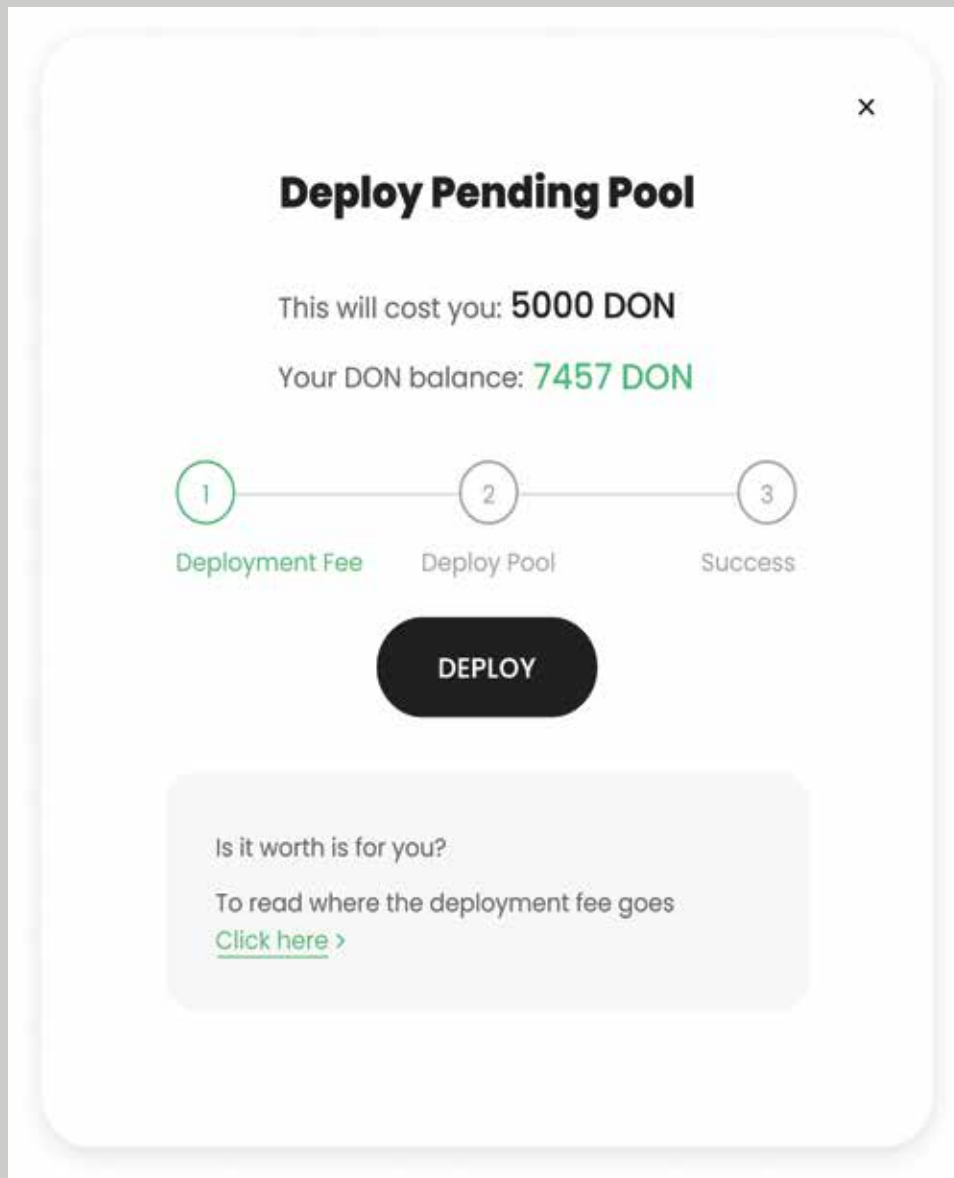 ×
Deploy Pending Pool
This will cost you: 5000 DON
Your DON balance: 7457 DON
1 2 3
Deployment Fee Deploy Pool Success
DEPLOY
Is it worth is for you?
To read where the deployment fee goes
Click here >